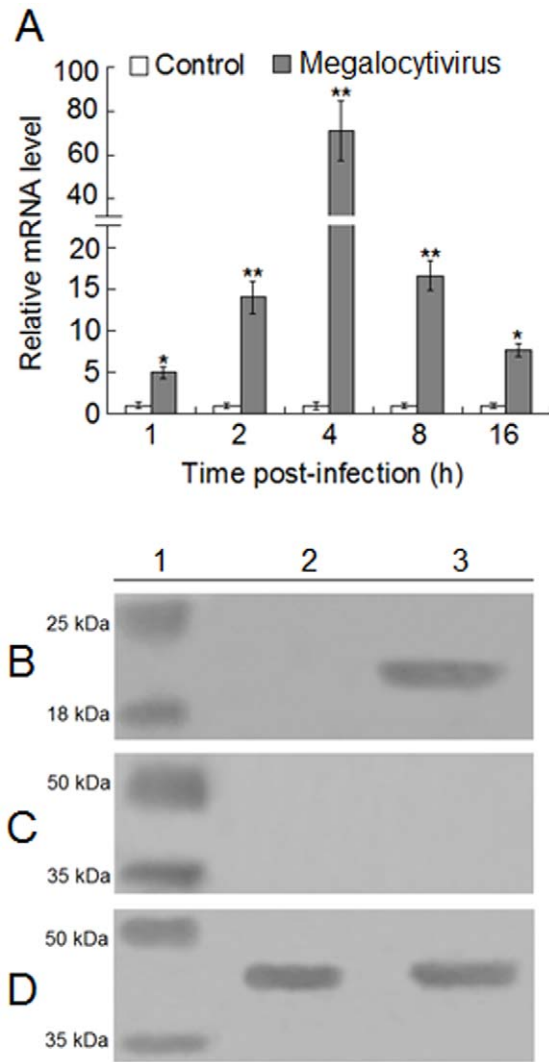 A
100
Control Megalocytivirus
80
60
40
20
15
10
5
0
Relative mRNA level
** 
** **
* *
1 2 4 8 16
Time post-infection (h)
1 2 3
B
25 kDa
18 kDa
C
50 kDa
35 kDa
D
50 kDa
35 kDa